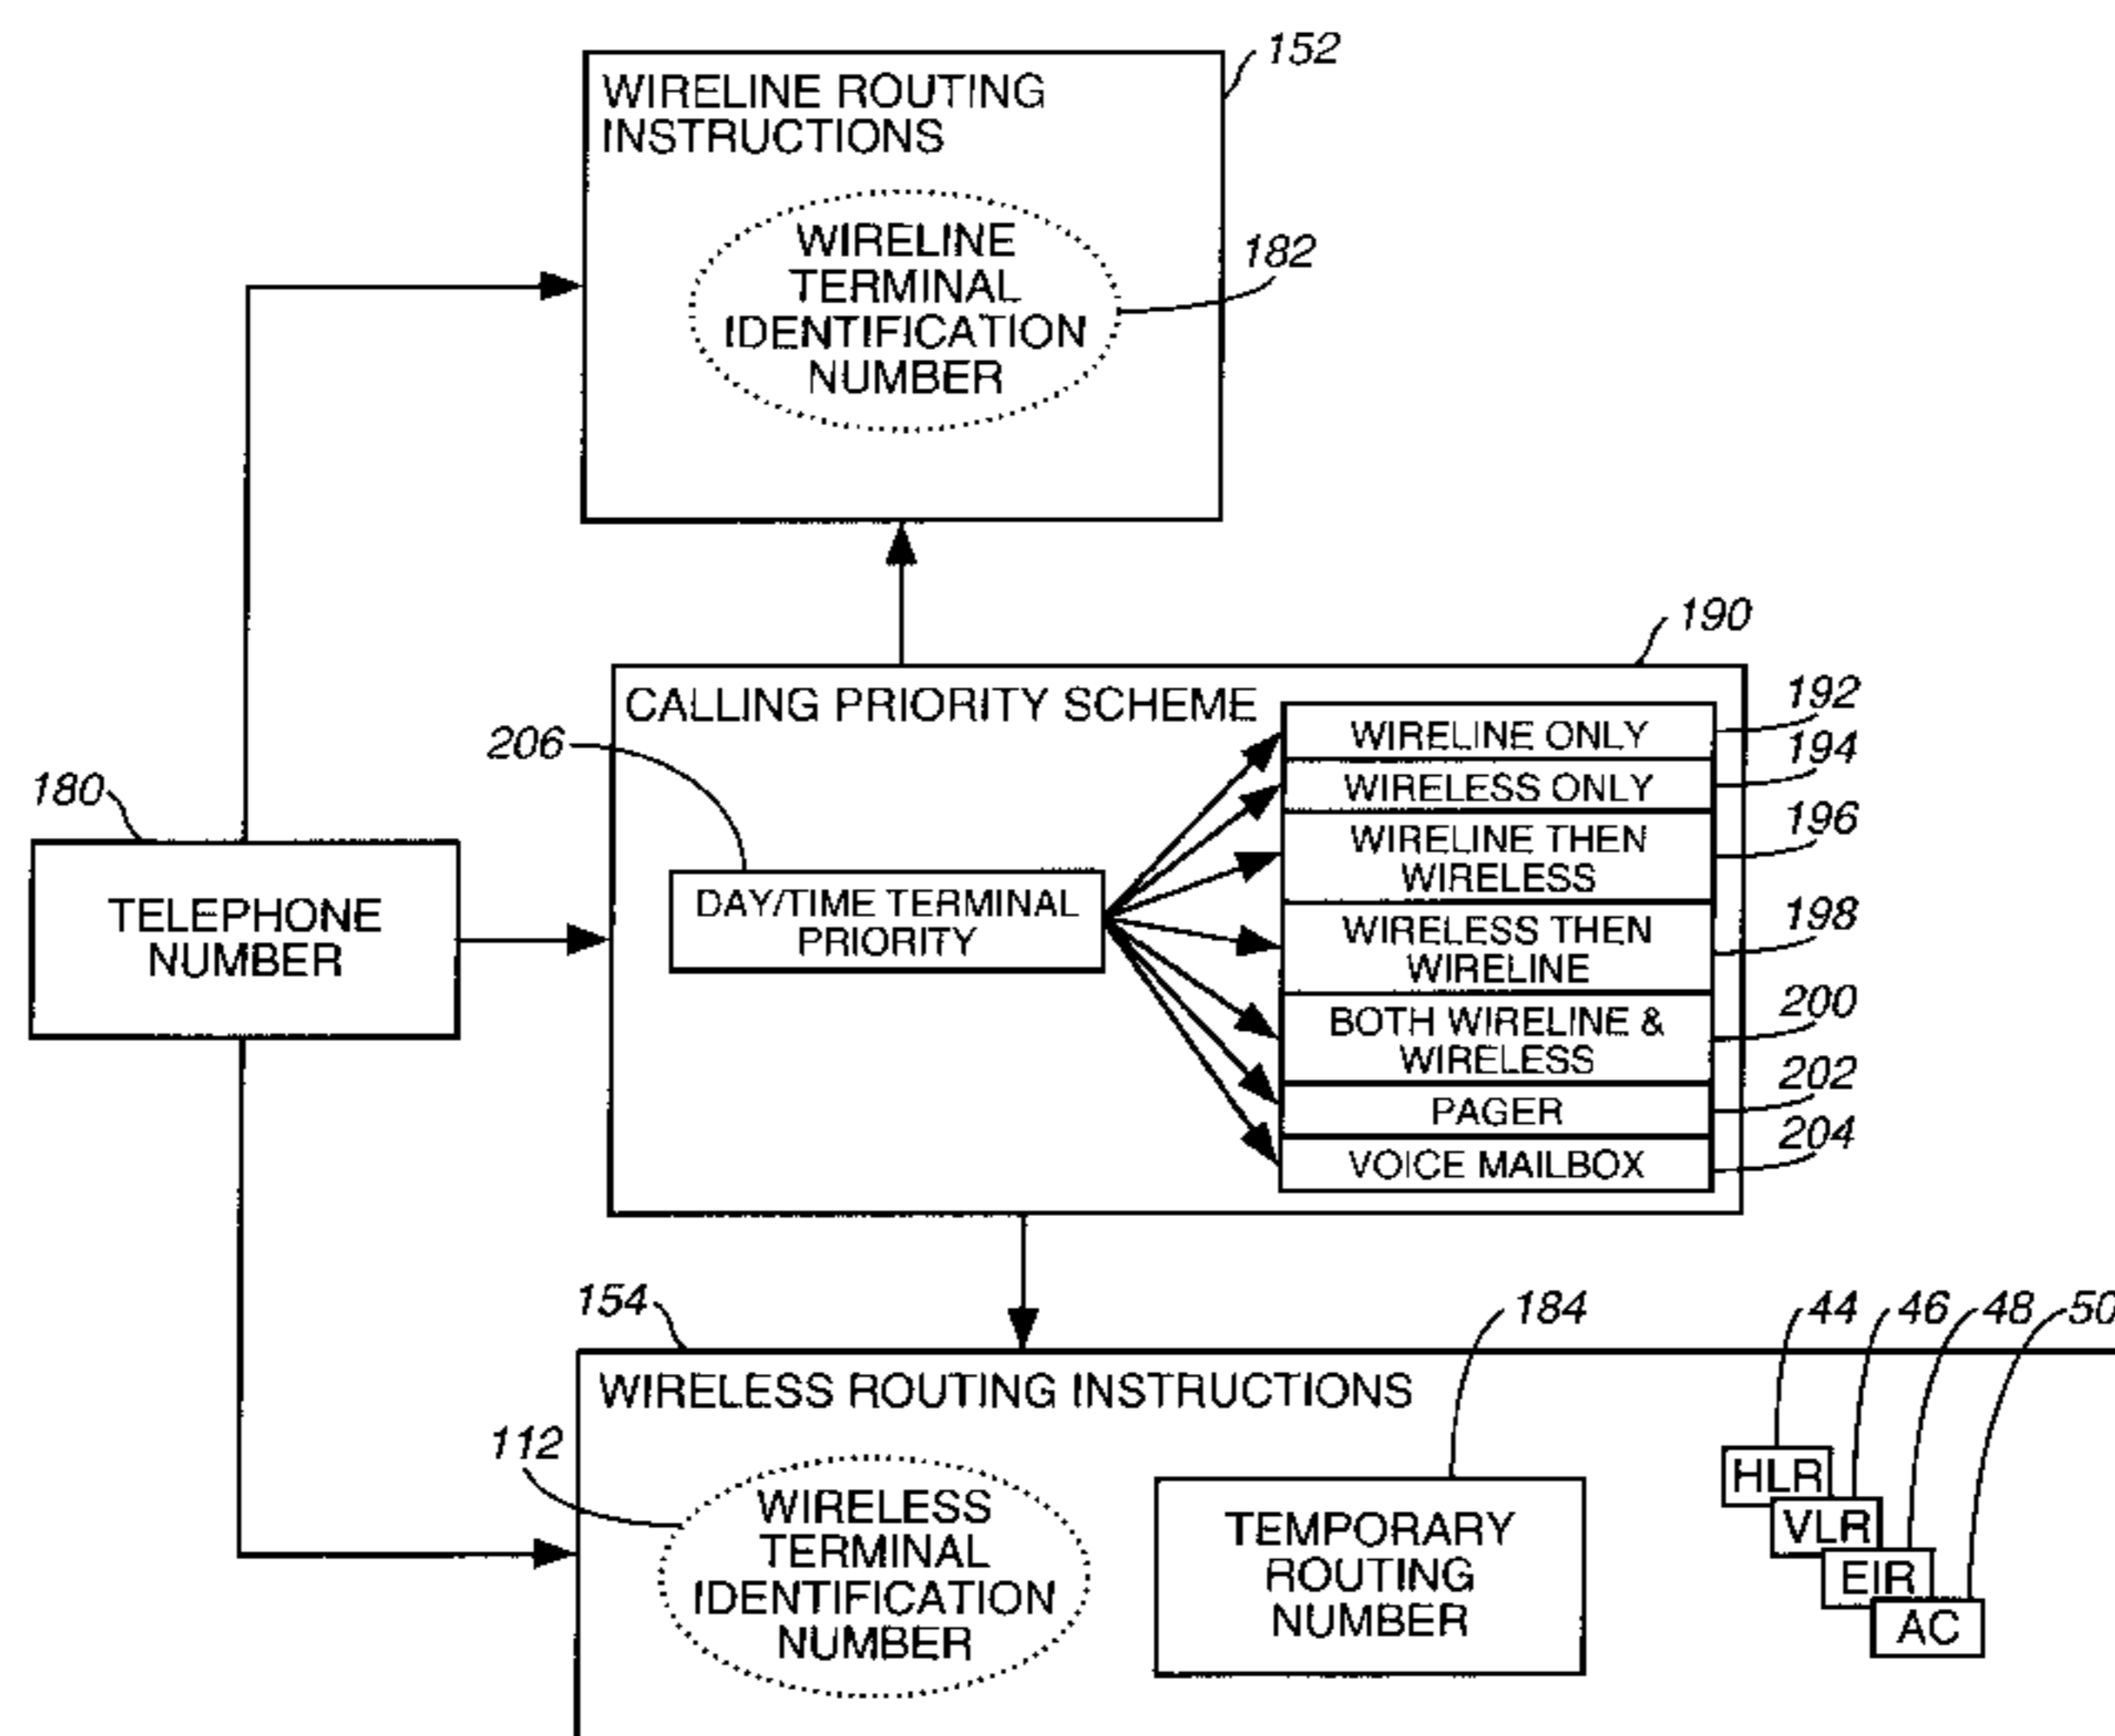 152
WIRELINE ROUTING
INSTRUCTIONS
WIRELINE
TERMINAL
IDENTIFICATION
NUMBER
182
190
CALLING PRIORITY SCHEME
206
DAY/TIME TERMINAL
PRIORITY
WIRELINE ONLY
192
WIRELESS ONLY
194
WIRELINE THEN
WIRELESS
196
WIRELESS THEN
WIRELINE
198
BOTH WIRELINE &
WIRELESS
200
PAGER
202
VOICE MAILBOX
204
180
TELEPHONE
NUMBER
154
WIRELESS ROUTING INSTRUCTIONS
112
WIRELESS
TERMINAL
IDENTIFICATION
NUMBER
184
TEMPORARY
ROUTING
NUMBER
44
46
48
50
HLR
VLR
EIR
AC